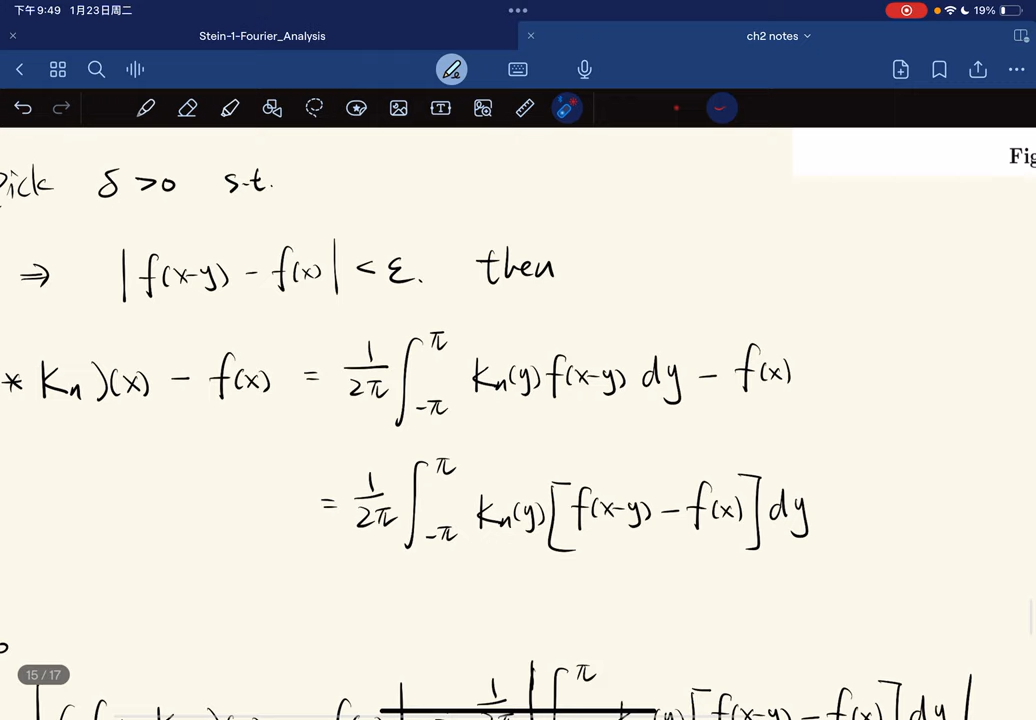 下午9:49 1月23日周二 19%
Stein-1-Fourier_Analysis ch2 notes
Fig
Pick δ >0 s.t.
⇒ |f(x-y) - f(x)| < ε. then
* Kn)(x) - f(x) = 1/2π ∫_{-π}^{π} Kn(y) f(x-y) dy - f(x)
= 1/2π ∫_{-π}^{π} Kn(y) [f(x-y) - f(x)] dy
15 / 17